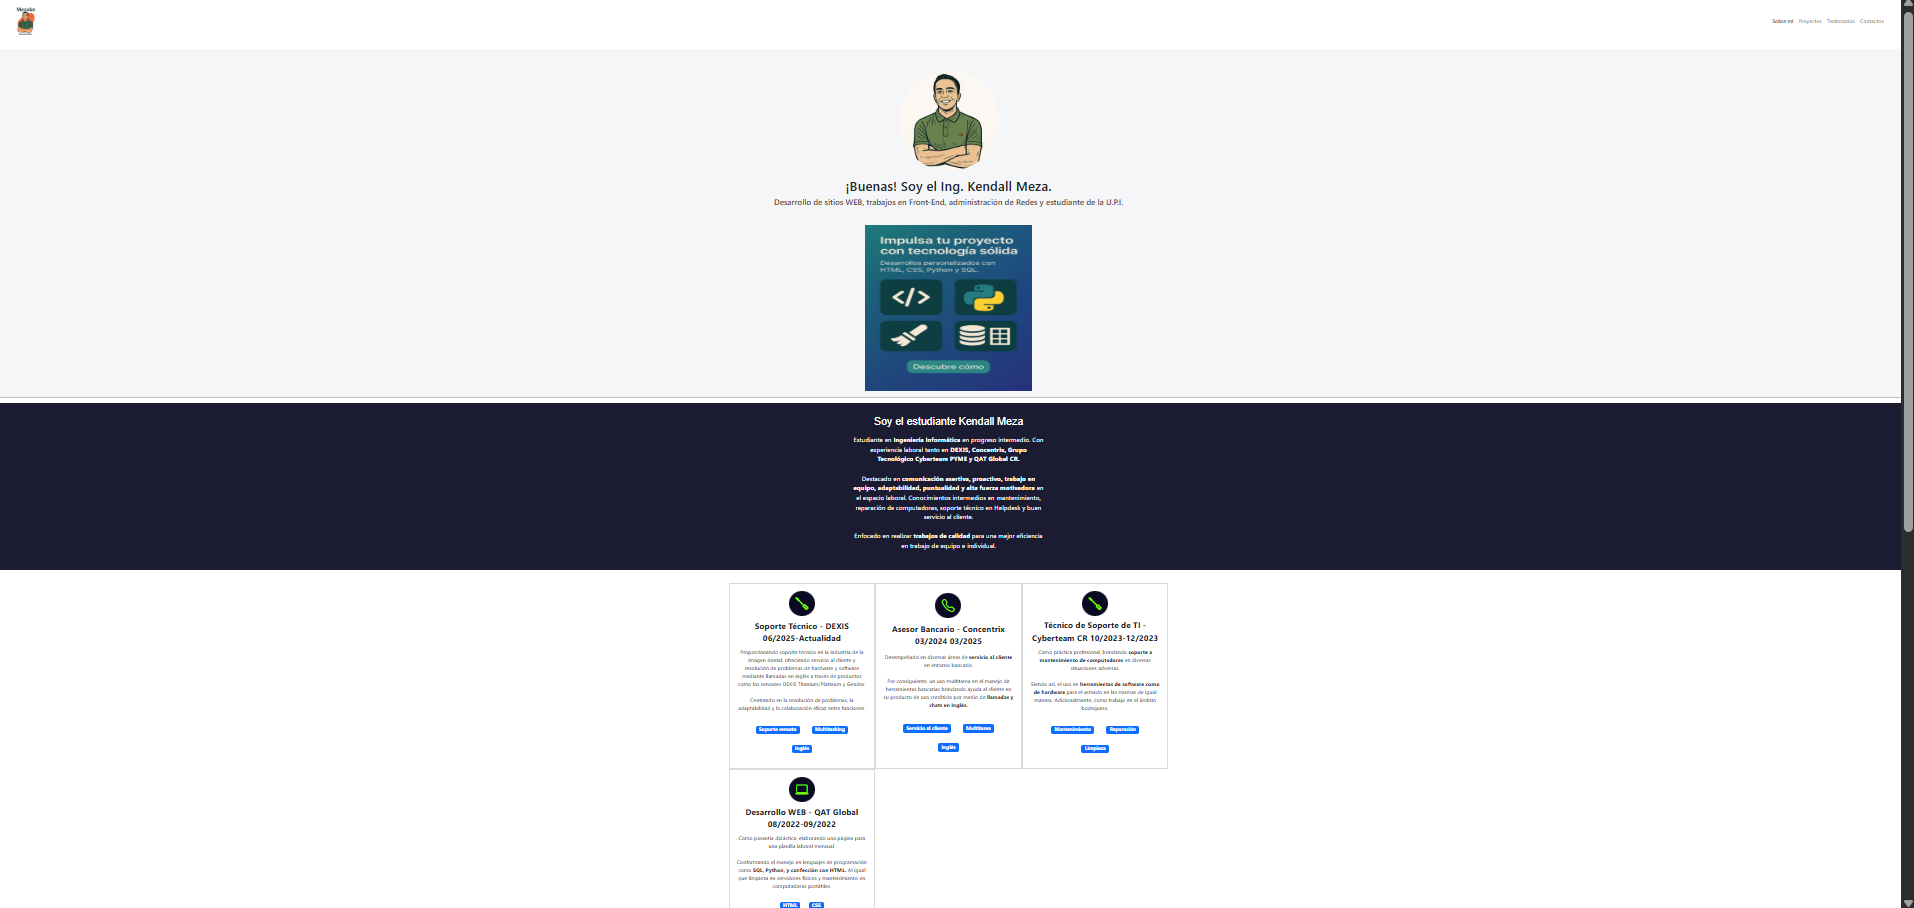 Mezuke
Sobre mí Proyectos Testimonios Contactos
¡Buenas! Soy el Ing. Kendall Meza.
Desarrollo de sitios WEB, trabajos en Front-End, administración de Redes y estudiante de la U.P.I.
Impulsa tu proyecto
con tecnología sólida
Desarrollos personalizados con
HTML, CSS, Python y SQL.
Descubre cómo
Soy el estudiante Kendall Meza
Estudiante en Ingeniería Informática en progreso intermedio. Con
experiencia laboral tanto en DEXIS, Concentrix, Grupo
Tecnológico Cyberteam PYME y QAT Global CR.
Destacado en comunicación asertiva, proactivo, trabajo en
equipo, adaptabilidad, puntualidad y alta fuerza motivadora en
el espacio laboral. Conocimientos intermedios en mantenimiento,
reparación de computadoras, soporte técnico en Helpdesk y buen
servicio al cliente.
Enfocado en realizar trabajos de calidad para una mejor eficiencia
en trabajo de equipo e individual.
Soporte Técnico - DEXIS
06/2025-Actualidad
Proporcionando soporte técnico en la industria de la
imagen dental, ofreciendo servicio al cliente y
resolución de problemas de hardware y software
mediante llamadas en inglés a través de productos
como los sensores DEXIS Titanium/Platinum y Gendex.
Centrando en la resolución de problemas, la
adaptabilidad y la colaboración eficaz entre funciones.
Soporte remoto Multitasking
Inglés
Asesor Bancario - Concentrix
03/2024 03/2025
Desempeñado en diversas áreas de servicio al cliente
en entorno bancario.
Por consiguiente, un uso multitarea en el manejo de
herramientas bancarias brindando ayuda al cliente en
su producto de uso crediticio por medio de llamadas y
chats en Inglés.
Servicio al cliente Multitarea
Inglés
Técnico de Soporte de TI -
Cyberteam CR 10/2023-12/2023
Como práctica profesional, brindando soporte a
mantenimiento de computadoras en diversas
situaciones adversas.
Siendo así, el uso en herramientas de software como
de hardware para el armado en las mismas de igual
manera. Adicionalmente, como trabajo en el ámbito
bodeguero.
Mantenimiento Reparación
Limpieza
Desarrollo WEB - QAT Global
08/2022-09/2022
Como pasantía didáctica, elaborando una página para
una planilla laboral mensual.
Conformando el manejo en lenguajes de programación
como SQL, Python, y confección con HTML. Al igual
que limpieza en servidores físicos y mantenimiento en
computadoras portátiles.
HTML CSS